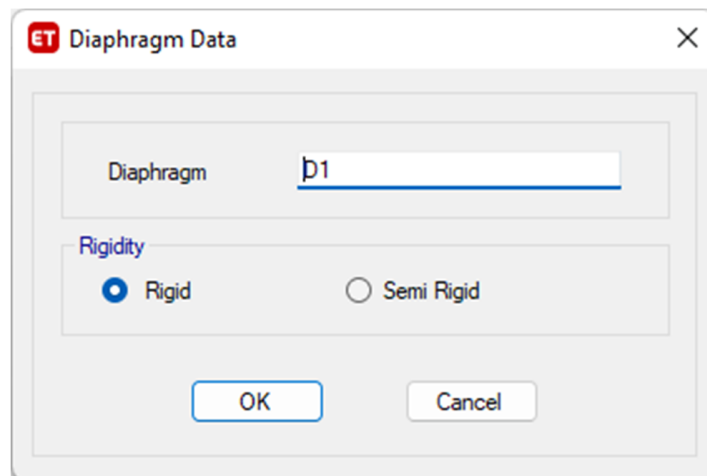 ET Diaphragm Data
Diaphragm D1
Rigidity
Rigid Semi Rigid
OK Cancel